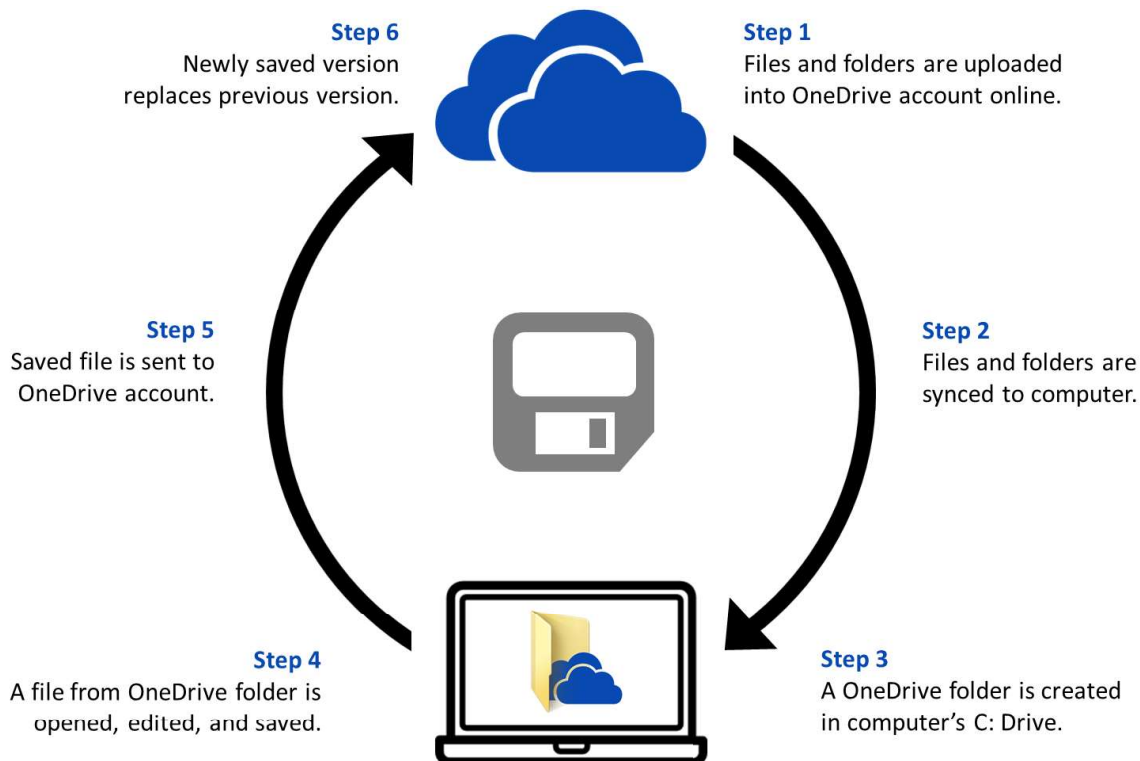 Step 1
Files and folders are uploaded
into OneDrive account online.
Step 2
Files and folders are
synced to computer.
Step 3
A OneDrive folder is created
in computer’s C: Drive.
Step 4
A file from OneDrive folder is
opened, edited, and saved.
Step 5
Saved file is sent to
OneDrive account.
Step 6
Newly saved version
replaces previous version.